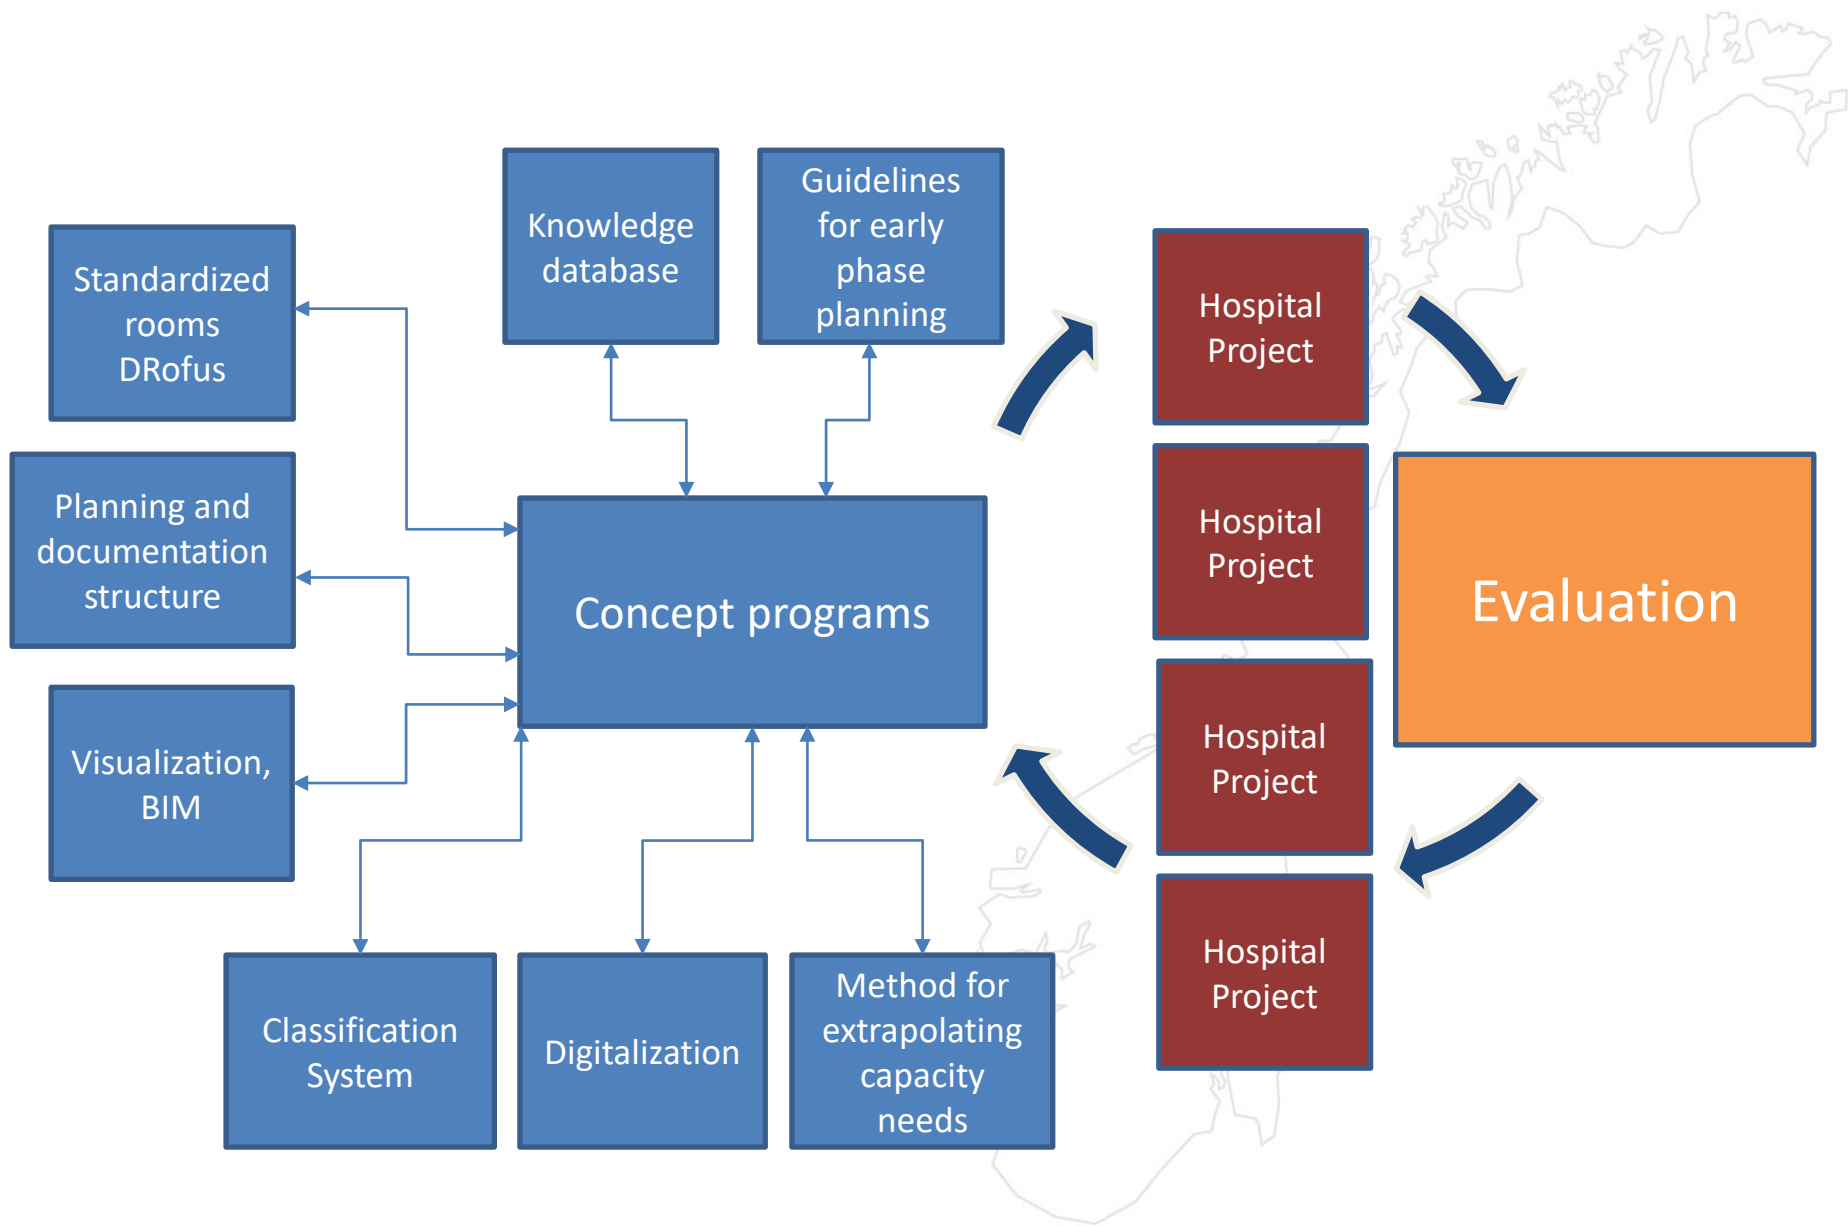 Knowledge
database
Guidelines
for early
phase
planning
Standardized
rooms
DRofus
Hospital
Project
Planning and
documentation
structure
Concept programs
Hospital
Project
Evaluation
Visualization,
BIM
Hospital
Project
Classification
System
Digitalization
Method for
extrapolating
capacity
needs
Hospital
Project